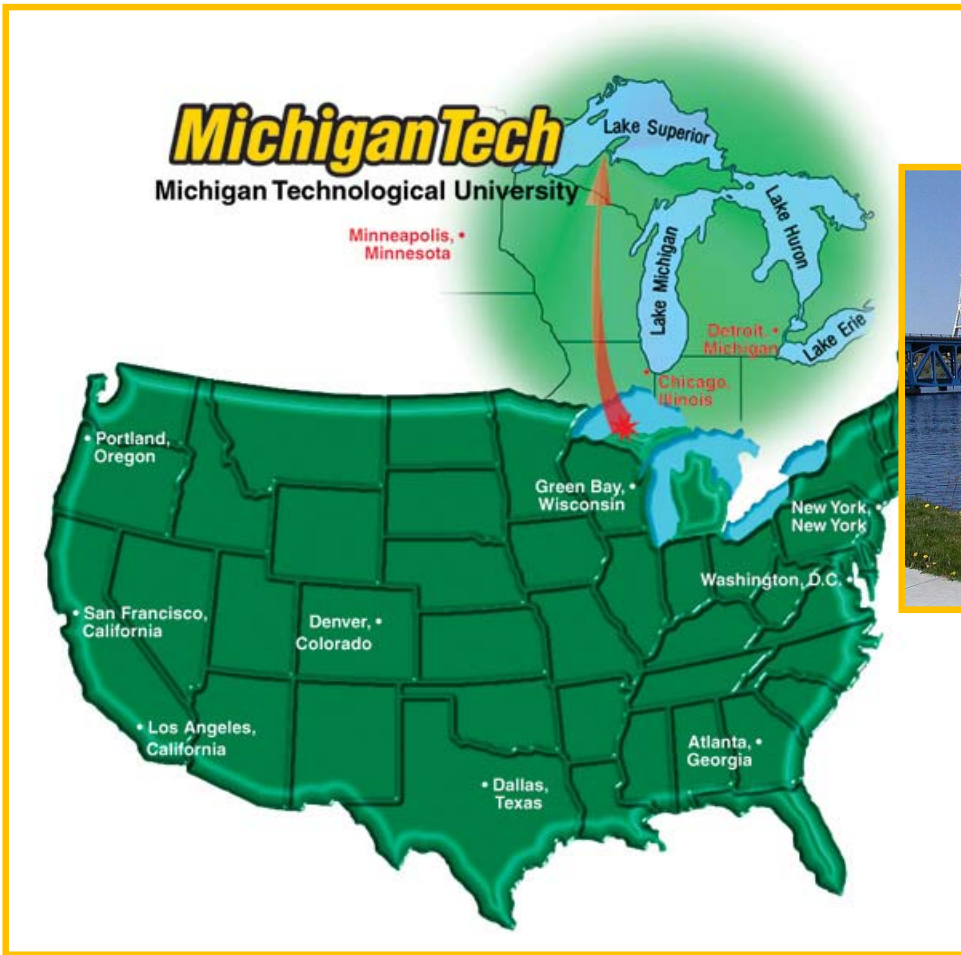 MichiganTech
Michigan Technological University
Lake Superior
Lake Michigan
Lake Huron
Lake Erie
Minneapolis,
Minnesota
Detroit,
Michigan
Chicago,
Illinois
Portland,
Oregon
Green Bay,
Wisconsin
New York,
New York
Washington, D.C.
San Francisco,
California
Denver,
Colorado
Los Angeles,
California
Atlanta,
Georgia
Dallas,
Texas